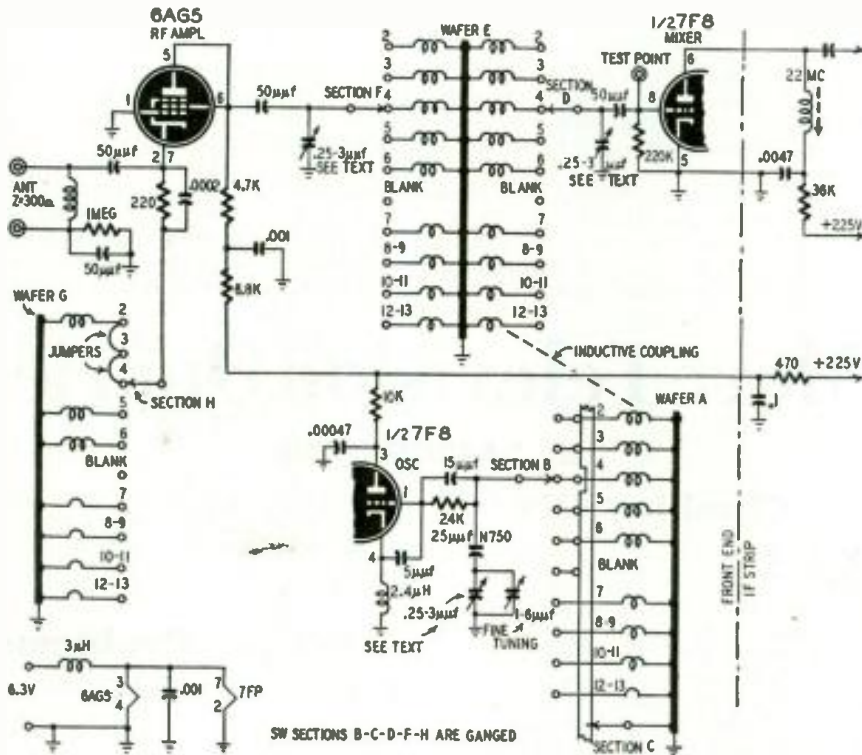 6AG5
RF AMPL
5
1
6
2 7
50µµf
SECTION F
.25-3µµf
SEE TEXT
WAFER E
2
3
4
5
6
BLANK
7
8-9
10-11
12-13
2
3
4
5
6
BLANK
7
8-9
10-11
12-13
SECTION
D
50µµf
TEST POINT
1/27F8
MIXER
6
8
5
.25-3µµf
SEE TEXT
220K
22 MC
.0047
36K
+225V
50µµf
ANT
Z=300Ω
1MEG
50µµf
220
.0002
4.7K
.001
6.8K
WAFER G
2
3
4
JUMPERS
SECTION H
5
6
BLANK
7
8-9
10-11
12-13
INDUCTIVE COUPLING
470
+225V
.1
WAFER A
10K
.00047
1/27F8
3
OSC
1
4
15µµf
SECTION B
24K
25µµf N750
5µµf
2.4µH
.25-3µµf
SEE TEXT
1-6µµf
FINE
TUNING
2
3
4
5
6
BLANK
7
8-9
10-11
12-13
SECTION C
FRONT END
IF STRIP
3µH
6.3V
6AG5
3
4
.001
7
2
7FP
SW SECTIONS B-C-D-F-H ARE GANGED